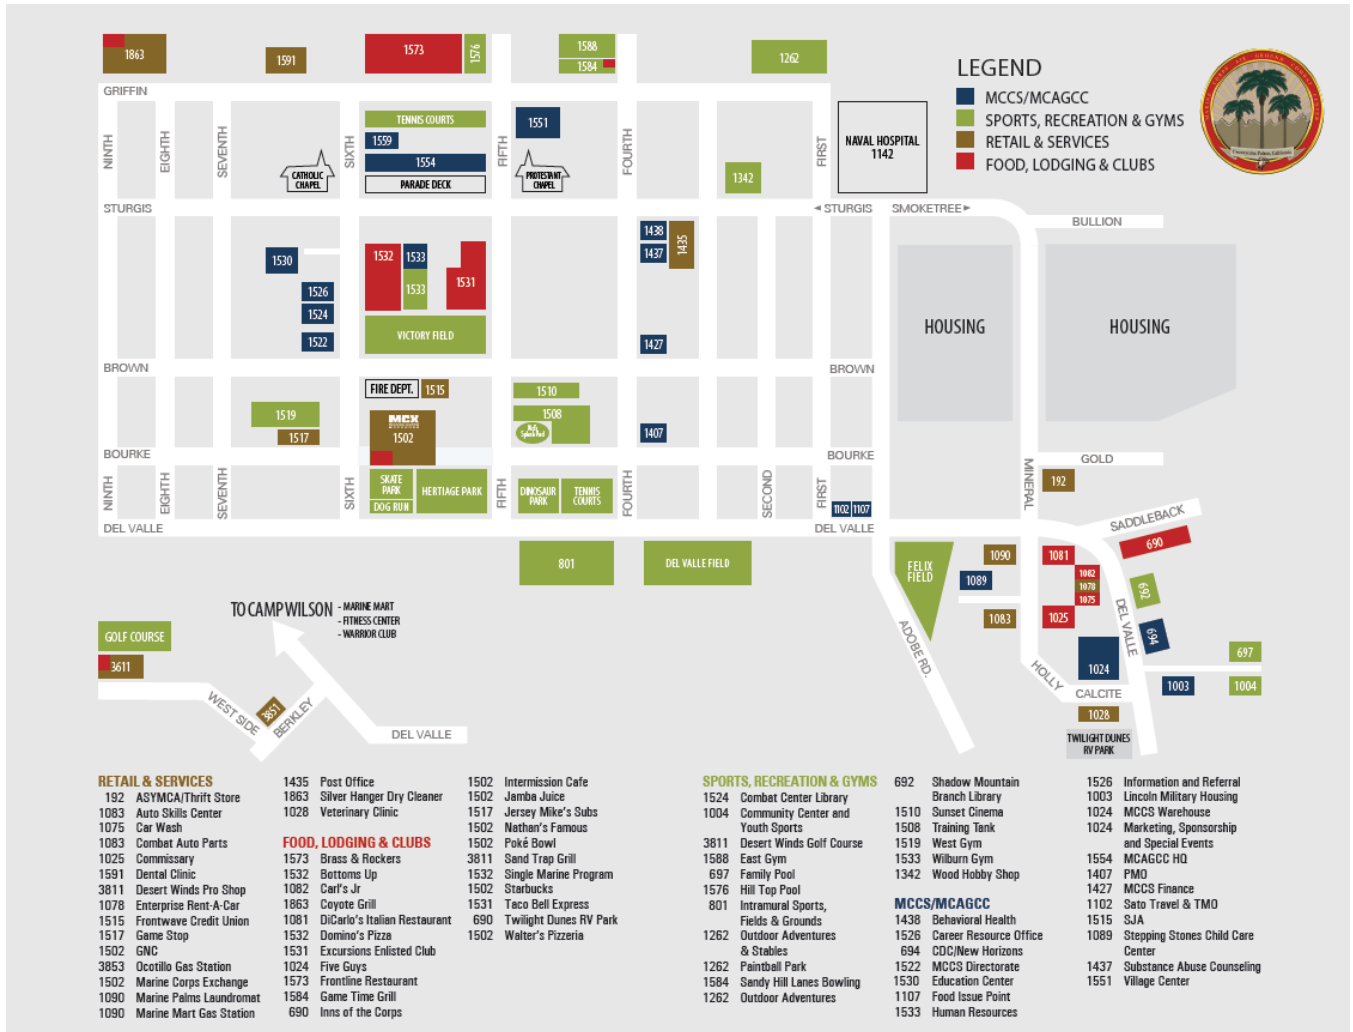 1863
1591
1573
1576
1588
1584
1262
LEGEND
MCCS/MCAGCC
SPORTS, RECREATION & GYMS
RETAIL & SERVICES
FOOD, LODGING & CLUBS
GRIFFIN
NINTH
EIGHTH
SEVENTH
SIXTH
FIFTH
FOURTH
FIRST
TENNIS COURTS
1559
1554
PARADE DECK
1551
CATHOLIC
CHAPEL
PROTESTANT
CHAPEL
1342
NAVAL HOSPITAL
1142
STURGIS
STURGIS
SMOKETREE
BULLION
1530
1526
1524
1522
1532
1533
1533
1531
VICTORY FIELD
1438
1437
1435
1427
HOUSING
HOUSING
BROWN
BROWN
FIRE DEPT.
1515
1519
1517
MCX
1502
1510
1508
1407
BOURKE
BOURKE
GOLD
NINTH
EIGHTH
SEVENTH
SIXTH
FIFTH
FOURTH
SECOND
FIRST
MINERAL
SKATE
PARK
DOG RUN
HERTIAGE PARK
DINOSAUR
PARK
TENNIS
COURTS
1102
1107
192
DEL VALLE
DEL VALLE
SADDLEBACK
690
801
DEL VALLE FIELD
FELIX
FIELD
1090
1089
1083
1081
1082
1078
1075
1025
692
694
DEL VALLE
1024
697
1003
1004
HOLLY
CALCITE
1028
TWILIGHT DUNES
RV PARK
ADOBE RD.
TO CAMP WILSON
- MARINE MART
- FITNESS CENTER
- WARRIOR CLUB
GOLF COURSE
3611
WEST SIDE
3851
BERKLEY
DEL VALLE
RETAIL & SERVICES
192 ASYMCA/Thrift Store
1083 Auto Skills Center
1075 Car Wash
1083 Combat Auto Parts
1025 Commissary
1591 Dental Clinic
3811 Desert Winds Pro Shop
1078 Enterprise Rent-A-Car
1515 Frontwave Credit Union
1517 Game Stop
1502 GNC
3853 Ocotillo Gas Station
1502 Marine Corps Exchange
1090 Marine Palms Laundromat
1090 Marine Mart Gas Station
1435 Post Office
1863 Silver Hanger Dry Cleaner
1028 Veterinary Clinic
FOOD, LODGING & CLUBS
1573 Brass & Rockers
1532 Bottoms Up
1082 Carl's Jr
1863 Coyote Grill
1081 DiCarlo's Italian Restaurant
1532 Domino's Pizza
1531 Excursions Enlisted Club
1024 Five Guys
1573 Frontline Restaurant
1584 Game Time Grill
690 Inns of the Corps
1502 Intermission Cafe
1502 Jamba Juice
1517 Jersey Mike's Subs
1502 Nathan's Famous
1502 Poké Bowl
3811 Sand Trap Grill
1532 Single Marine Program
1502 Starbucks
1531 Taco Bell Express
690 Twilight Dunes RV Park
1502 Walter's Pizzeria
SPORTS, RECREATION & GYMS
1524 Combat Center Library
1004 Community Center and
Youth Sports
3811 Desert Winds Golf Course
1588 East Gym
697 Family Pool
1576 Hill Top Pool
801 Intramural Sports,
Fields & Grounds
1262 Outdoor Adventures
& Stables
1262 Paintball Park
1584 Sandy Hill Lanes Bowling
1262 Outdoor Adventures
692 Shadow Mountain
Branch Library
1510 Sunset Cinema
1508 Training Tank
1519 West Gym
1533 Wilburn Gym
1342 Wood Hobby Shop
MCCS/MCAGCC
1438 Behavioral Health
1526 Career Resource Office
694 CDC/New Horizons
1522 MCCS Directorate
1530 Education Center
1107 Food Issue Point
1533 Human Resources
1526 Information and Referral
1003 Lincoln Military Housing
1024 MCCS Warehouse
1024 Marketing, Sponsorship
and Special Events
1554 MCAGCC HQ
1407 PMO
1427 MCCS Finance
1102 Sato Travel & TMO
1515 SJA
1089 Stepping Stones Child Care
Center
1437 Substance Abuse Counseling
1551 Village Center